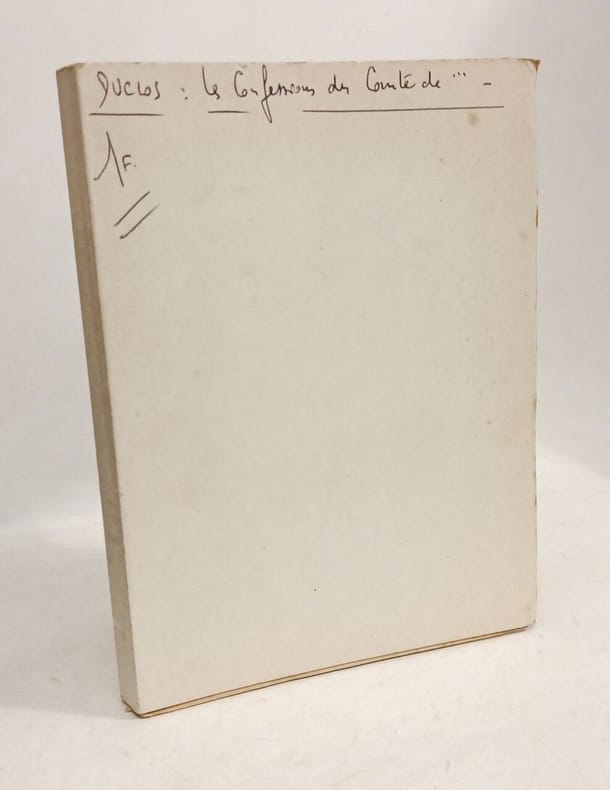 DUCLOS : les Confessions du Comte de ... -
1F.